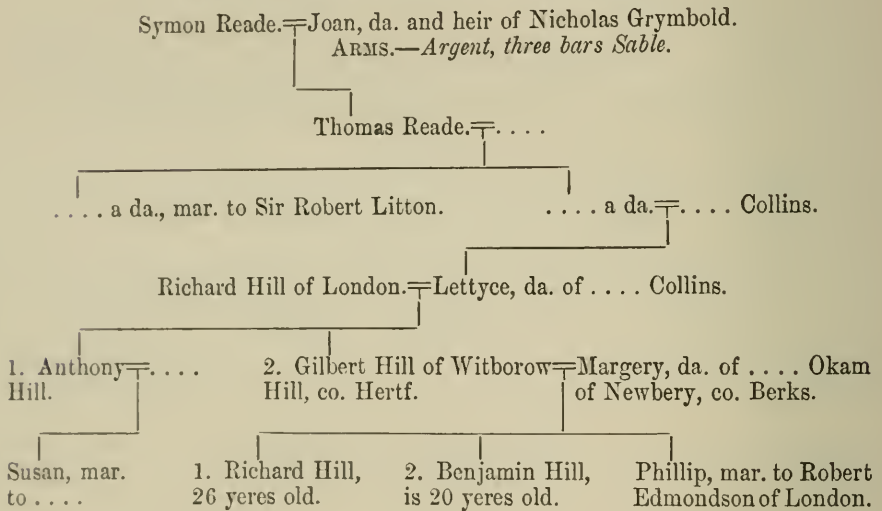 Symon Reade.=Joan, da. and heir of Nicholas Grymbold.
ARMS.—Argent, three bars Sable.
Thomas Reade.=. . . .
. . . . a da., mar. to Sir Robert Litton. . . . . a da.=. . . . Collins.
Richard Hill of London.=Lettyce, da. of . . . . Collins.
1. Anthony=. . . . 2. Gilbert Hill of Witborow=Margery, da. of . . . . Okam
Hill. Hill, co. Hertf. of Newbery, co. Berks.
Susan, mar. 1. Richard Hill, 2. Benjamin Hill, Phillip, mar. to Robert
to . . . . 26 yeres old. is 20 yeres old. Edmondson of London.